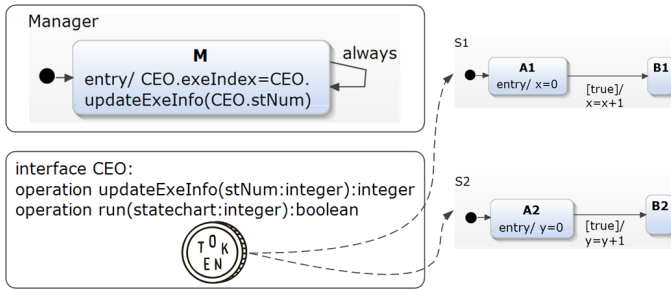 Manager
M
entry/ CEO.exeIndex=CEO.
updateExeInfo(CEO.stNum)
always
interface CEO:
operation updateExeInfo(stNum:integer):integer
operation run(statechart:integer):boolean
TOKEN
S1
A1
entry/ x=0
[true]/
x=x+1
B1
S2
A2
entry/ y=0
[true]/
y=y+1
B2